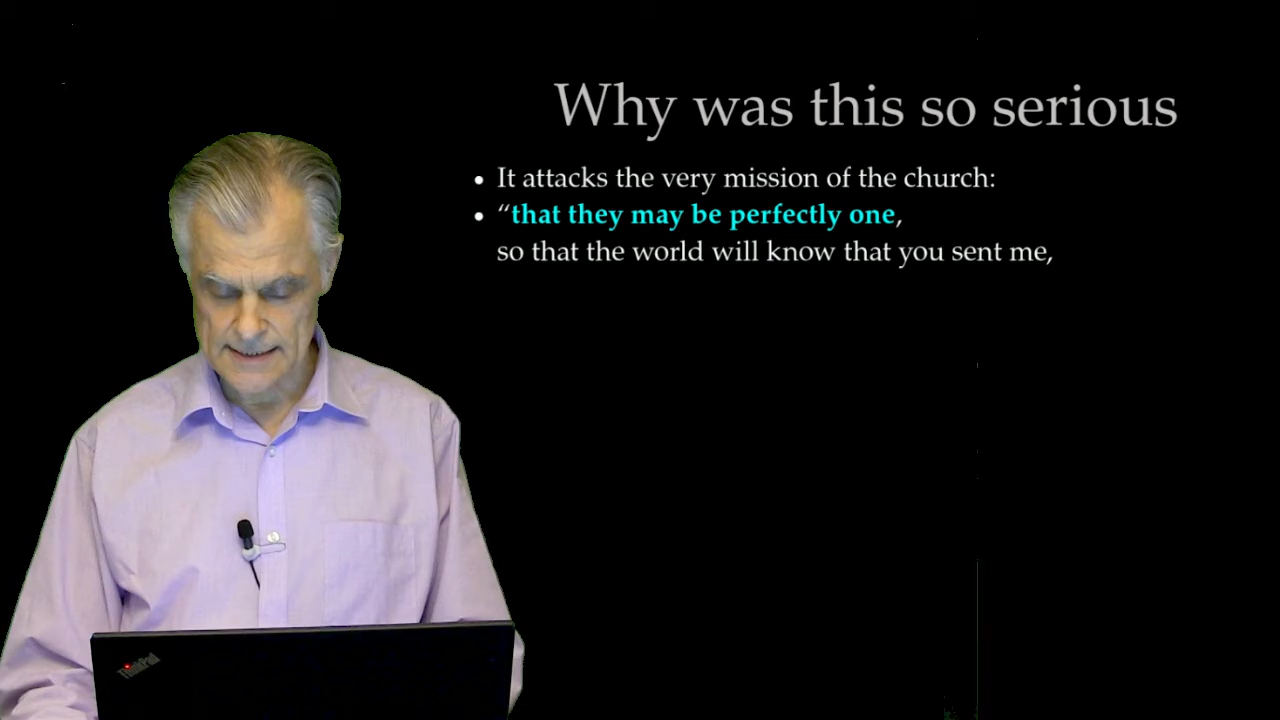 Why was this so serious
• It attacks the very mission of the church:
• “that they may be perfectly one,
so that the world will know that you sent me,
ThinkPad